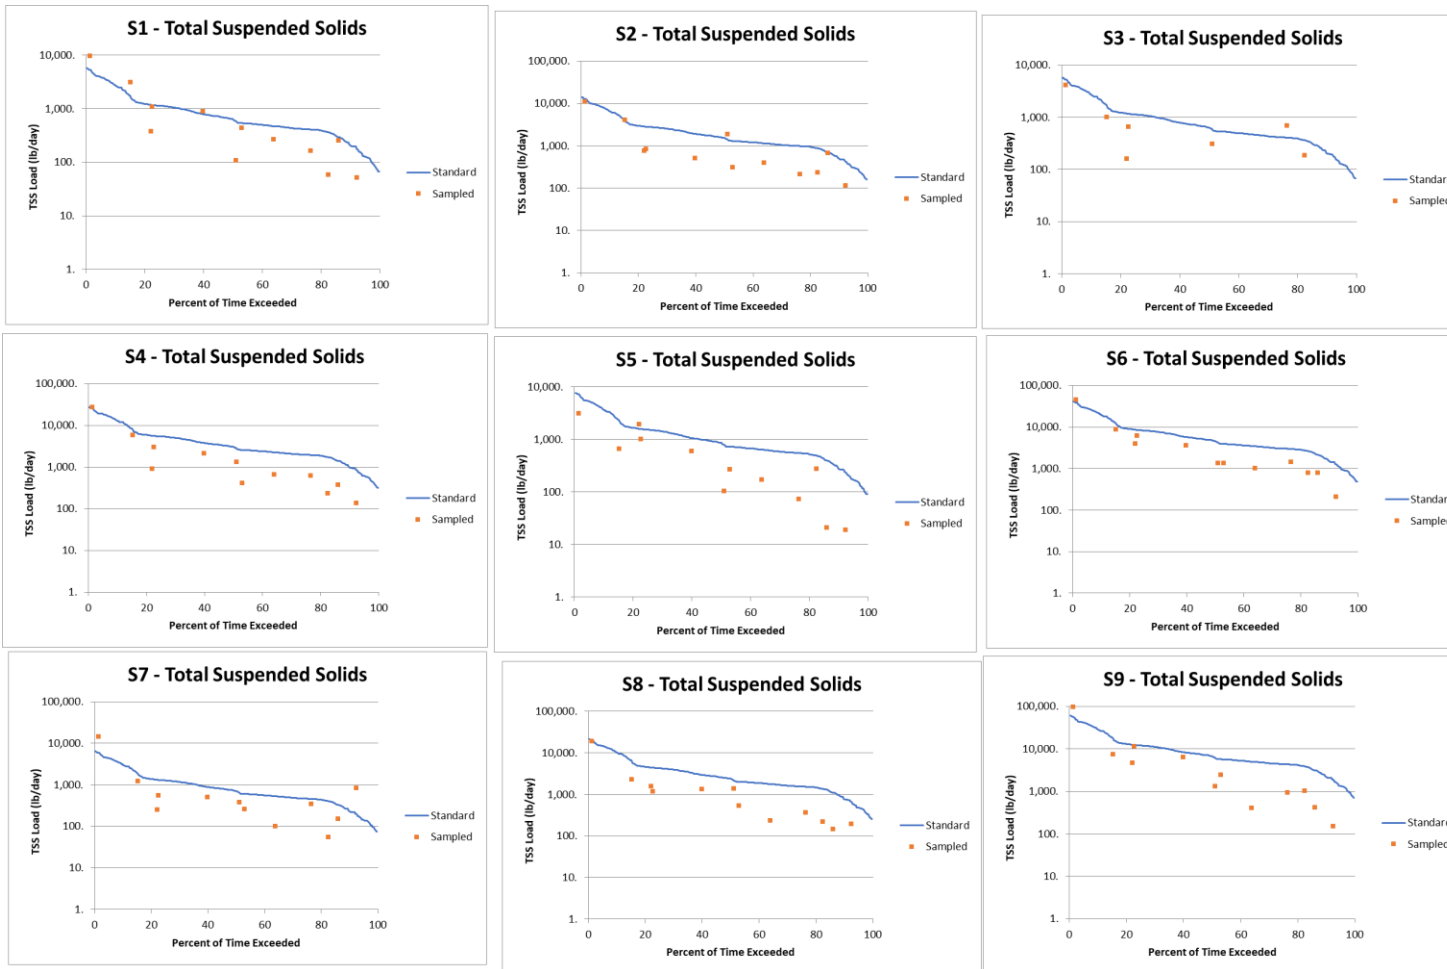 S1 - Total Suspended Solids
10,000.
1,000.
100.
10.
1.
0 20 40 60 80 100
TSS Load (lb/day)
Percent of Time Exceeded
Standard
Sampled
S2 - Total Suspended Solids
100,000.
10,000.
1,000.
100.
10.
1.
0 20 40 60 80 100
TSS Load (lb/day)
Percent of Time Exceeded
Standard
Sampled
S3 - Total Suspended Solids
10,000.
1,000.
100.
10.
1.
0 20 40 60 80 100
TSS Load (lb/day)
Percent of Time Exceeded
Standard
Sampled
S4 - Total Suspended Solids
100,000.
10,000.
1,000.
100.
10.
1.
0 20 40 60 80 100
TSS Load (lb/day)
Percent of Time Exceeded
Standard
Sampled
S5 - Total Suspended Solids
10,000.
1,000.
100.
10.
1.
0 20 40 60 80 100
TSS Load (lb/day)
Percent of Time Exceeded
Standard
Sampled
S6 - Total Suspended Solids
100,000.
10,000.
1,000.
100.
10.
1.
0 20 40 60 80 100
TSS Load (lb/day)
Percent of Time Exceeded
Standard
Sampled
S7 - Total Suspended Solids
100,000.
10,000.
1,000.
100.
10.
1.
0 20 40 60 80 100
TSS Load (lb/day)
Percent of Time Exceeded
Standard
Sampled
S8 - Total Suspended Solids
100,000.
10,000.
1,000.
100.
10.
1.
0 20 40 60 80 100
TSS Load (lb/day)
Percent of Time Exceeded
Standard
Sampled
S9 - Total Suspended Solids
100,000.
10,000.
1,000.
100.
10.
1.
0 20 40 60 80 100
TSS Load (lb/day)
Percent of Time Exceeded
Standard
Sampled